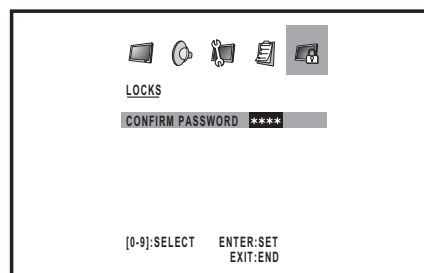 LOCKS
CONFIRM PASSWORD ****
[0-9]:SELECT ENTER:SET
EXIT:END